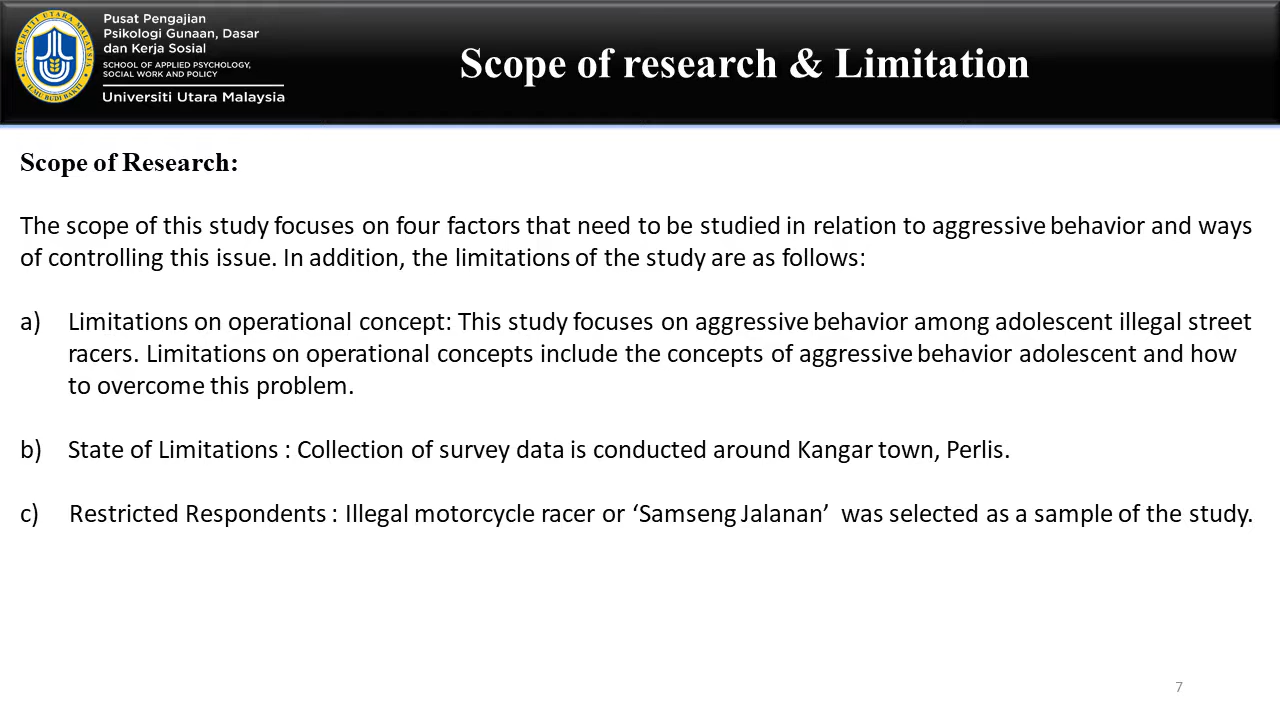 Pusat Pengajian
Psikologi Gunaan, Dasar
dan Kerja Sosial
SCHOOL OF APPLIED PSYCHOLOGY,
SOCIAL WORK AND POLICY
Universiti Utara Malaysia
UNIVERSITI UTARA MALAYSIA
ILMU BUDI BAKTI
Scope of research & Limitation
Scope of Research:
The scope of this study focuses on four factors that need to be studied in relation to aggressive behavior and ways
of controlling this issue. In addition, the limitations of the study are as follows:
a) Limitations on operational concept: This study focuses on aggressive behavior among adolescent illegal street
racers. Limitations on operational concepts include the concepts of aggressive behavior adolescent and how
to overcome this problem.
b) State of Limitations : Collection of survey data is conducted around Kangar town, Perlis.
c) Restricted Respondents : Illegal motorcycle racer or ‘Samseng Jalanan’ was selected as a sample of the study.
7